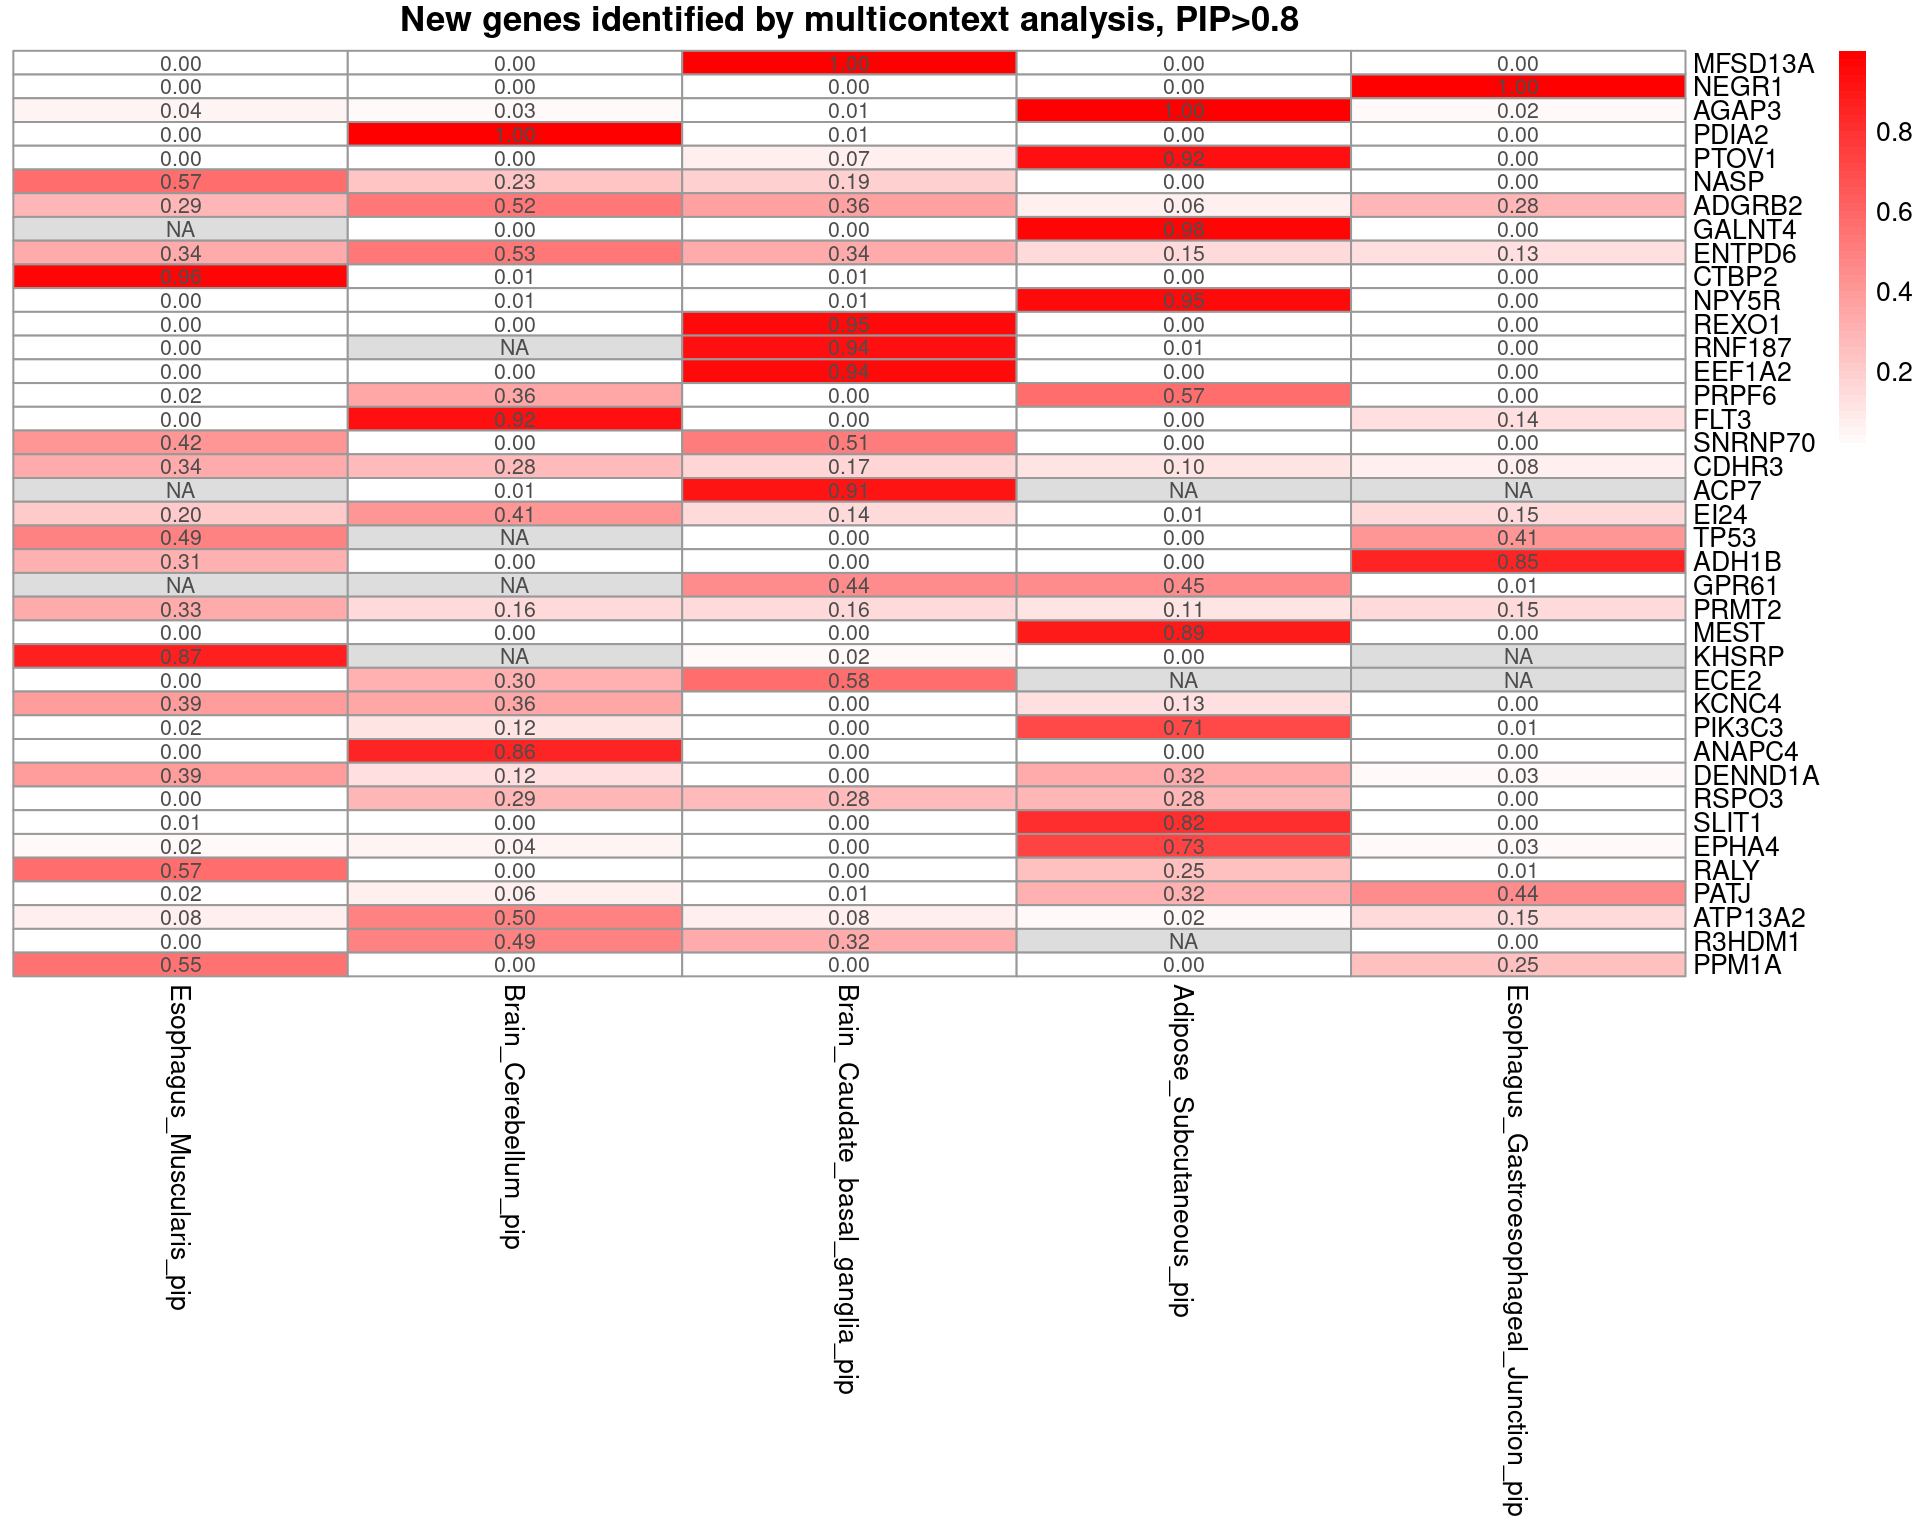 New genes identified by multicontext analysis, PIP>0.8
0.00 0.00 1.00 0.00 0.00 MFSD13A
0.00 0.00 0.00 0.00 1.00 NEGR1
0.04 0.03 0.01 1.00 0.02 AGAP3
0.00 1.00 0.01 0.00 0.00 PDIA2
0.00 0.00 0.07 0.92 0.00 PTOV1
0.57 0.23 0.19 0.00 0.00 NASP
0.29 0.52 0.36 0.06 0.28 ADGRB2
NA 0.00 0.00 0.98 0.00 GALNT4
0.34 0.53 0.34 0.15 0.13 ENTPD6
0.96 0.01 0.01 0.00 0.00 CTBP2
0.00 0.01 0.01 0.95 0.00 NPY5R
0.00 0.00 0.95 0.00 0.00 REXO1
0.00 NA 0.94 0.01 0.00 RNF187
0.00 0.00 0.94 0.00 0.00 EEF1A2
0.02 0.36 0.00 0.57 0.00 PRPF6
0.00 0.92 0.00 0.00 0.14 FLT3
0.42 0.00 0.51 0.00 0.00 SNRNP70
0.34 0.28 0.17 0.10 0.08 CDHR3
NA 0.01 0.91 NA NA ACP7
0.20 0.41 0.14 0.01 0.15 EI24
0.49 NA 0.00 0.00 0.41 TP53
0.31 0.00 0.00 0.00 0.85 ADH1B
NA NA 0.44 0.45 0.01 GPR61
0.33 0.16 0.16 0.11 0.15 PRMT2
0.00 0.00 0.00 0.89 0.00 MEST
0.87 NA 0.02 0.00 NA KHSRP
0.00 0.30 0.58 NA NA ECE2
0.39 0.36 0.00 0.13 0.00 KCNC4
0.02 0.12 0.00 0.71 0.01 PIK3C3
0.00 0.86 0.00 0.00 0.00 ANAPC4
0.39 0.12 0.00 0.32 0.03 DENND1A
0.00 0.29 0.28 0.28 0.00 RSPO3
0.01 0.00 0.00 0.82 0.00 SLIT1
0.02 0.04 0.00 0.73 0.03 EPHA4
0.57 0.00 0.00 0.25 0.01 RALY
0.02 0.06 0.01 0.32 0.44 PATJ
0.08 0.50 0.08 0.02 0.15 ATP13A2
0.00 0.49 0.32 NA 0.00 R3HDM1
0.55 0.00 0.00 0.00 0.25 PPM1A
Esophagus_Muscularis_pip
Brain_Cerebellum_pip
Brain_Caudate_basal_ganglia_pip
Adipose_Subcutaneous_pip
Esophagus_Gastroesophageal_Junction_pip
0.8
0.6
0.4
0.2